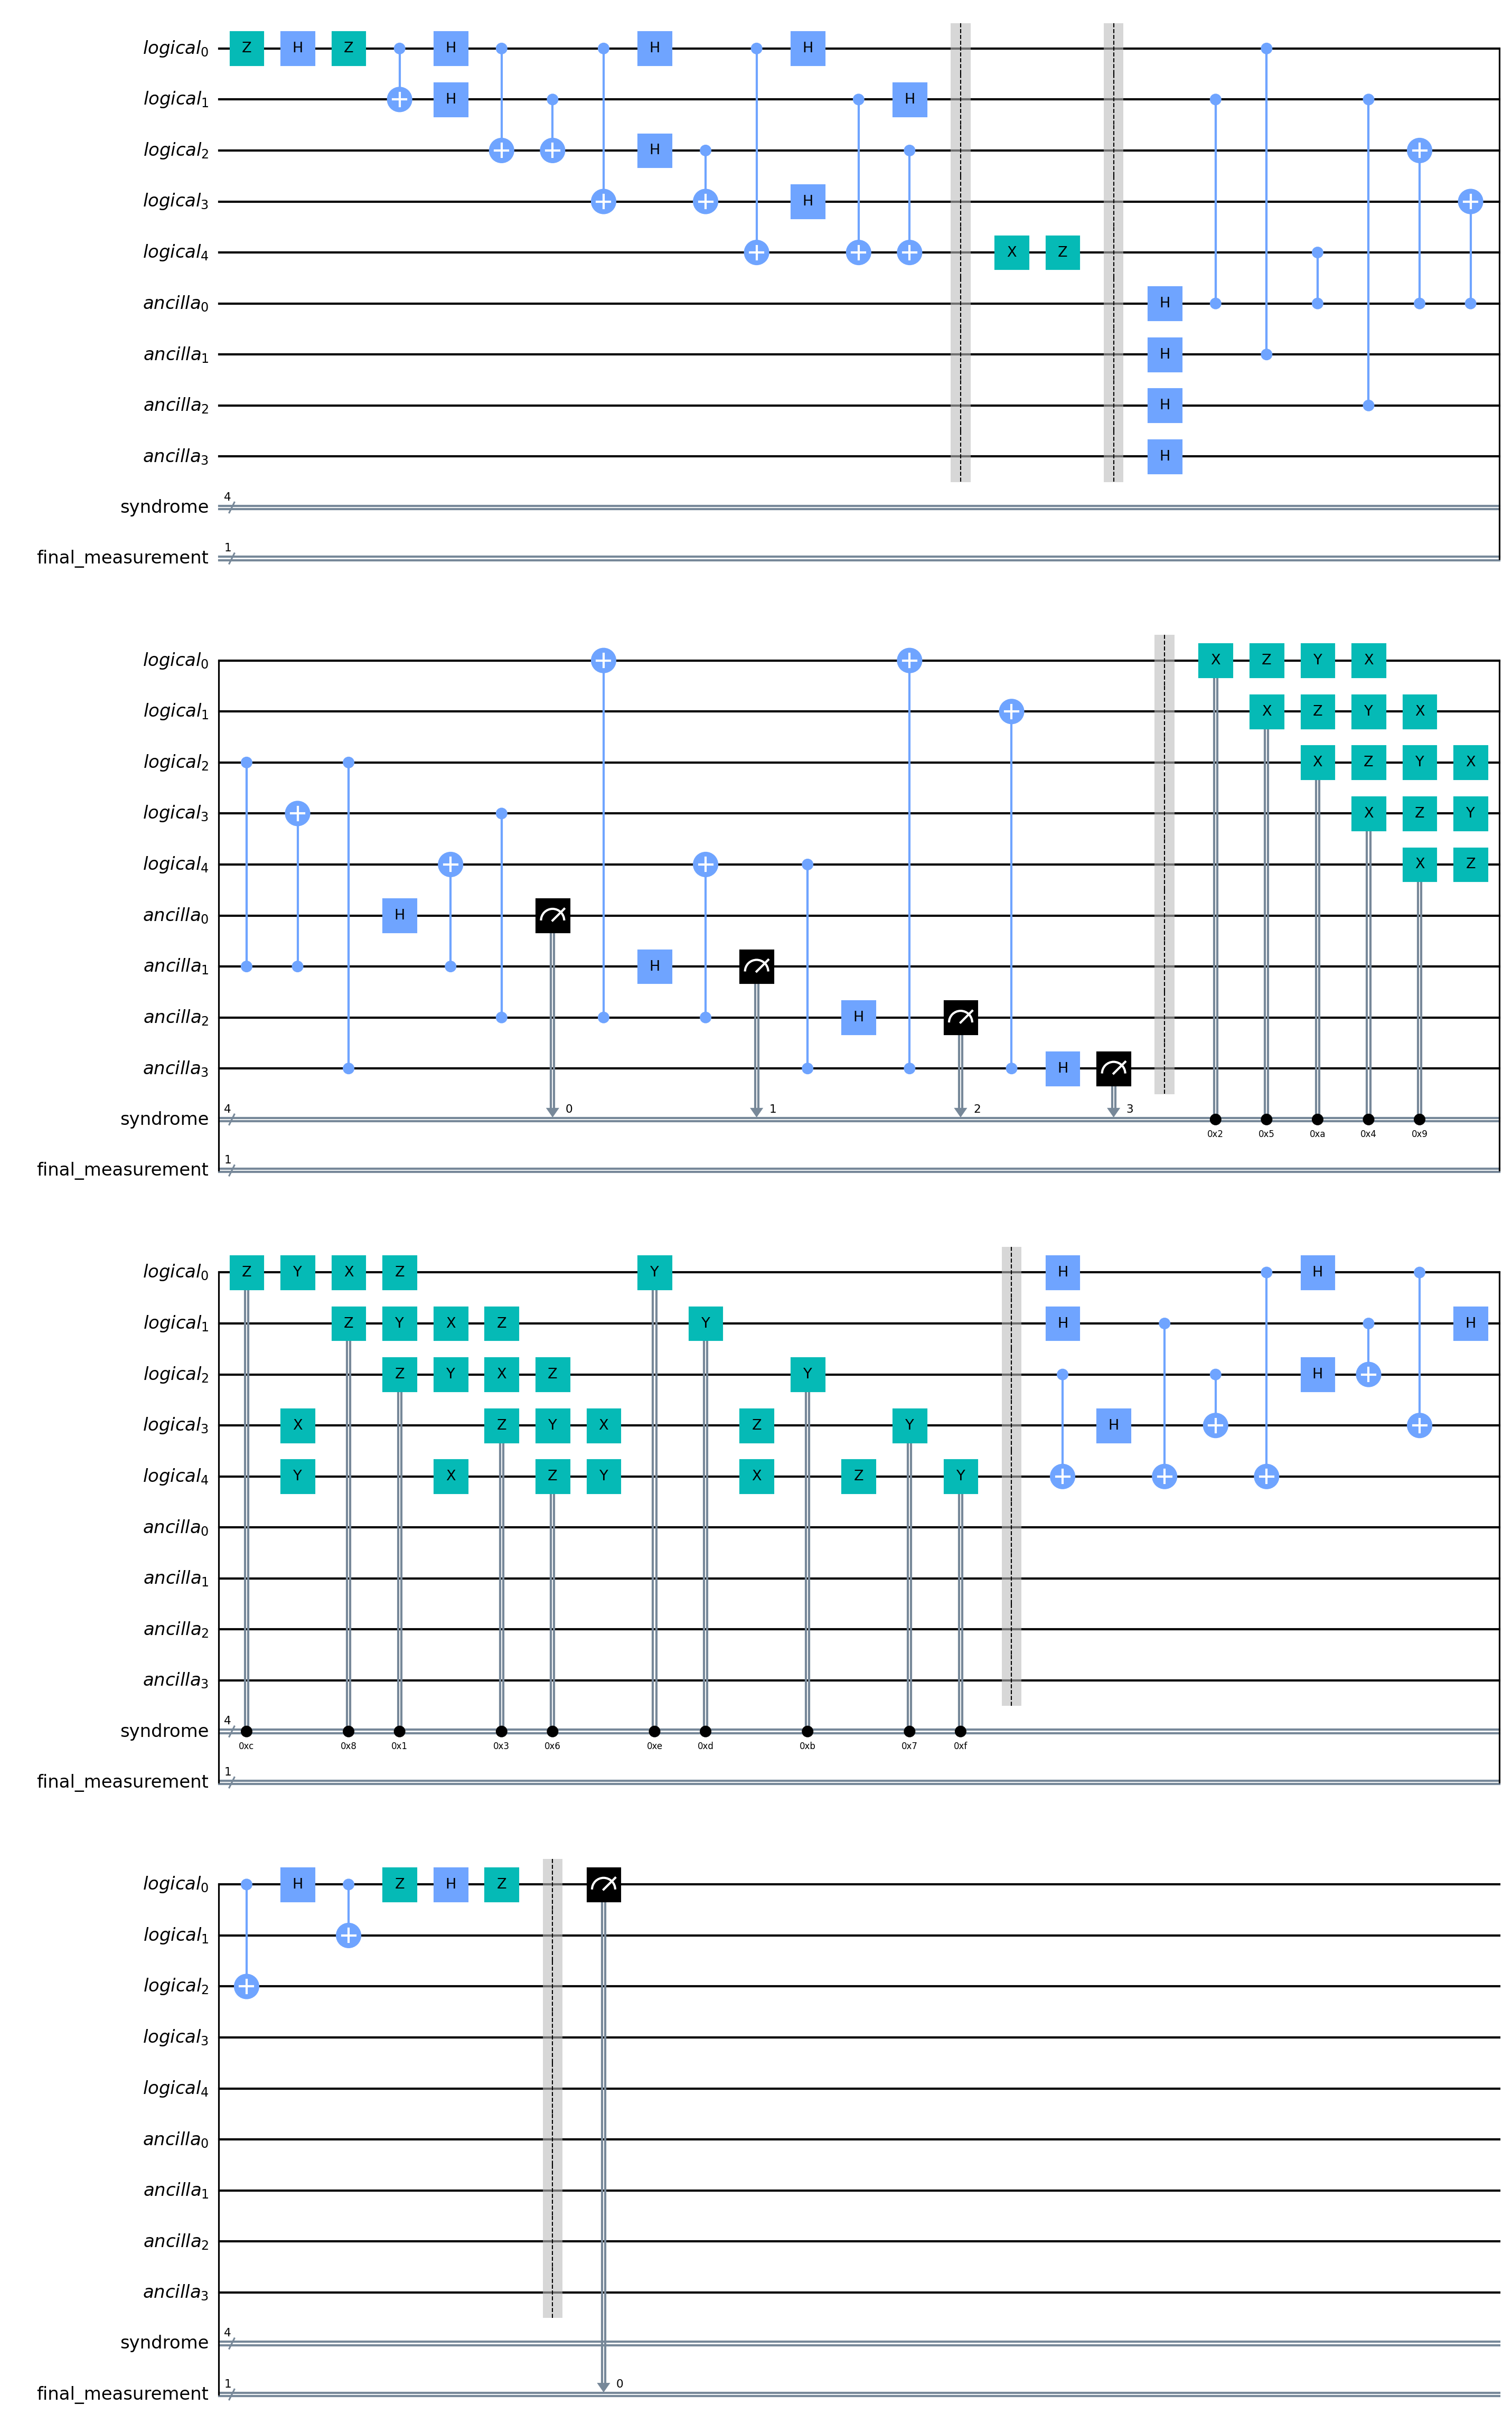 logical0 Z H Z H H H
logical1 H H
logical2 H
logical3 H
logical4 X Z
ancilla0 H
ancilla1 H
ancilla2 H
ancilla3 H
syndrome 4
final_measurement 1
logical0 X Z Y X
logical1 X Z Y X
logical2 X Z Y X
logical3 X Z Y
logical4 X Z
ancilla0 H
ancilla1 H
ancilla2 H
ancilla3 H
syndrome 4 0 1 2 3
0x2 0x5 0xa 0x4 0x9
final_measurement 1
logical0 Z Y X Z Y H H
logical1 Z Y X Z Y H H
logical2 Z Y X Z Y H
logical3 X Z Y X Z Y H
logical4 Y X Z Y X Z Y
ancilla0
ancilla1
ancilla2
ancilla3
syndrome 4
0xc 0x8 0x1 0x3 0x6 0xe 0xd 0xb 0x7 0xf
final_measurement 1
logical0 H Z H Z
logical1
logical2
logical3
logical4
ancilla0
ancilla1
ancilla2
ancilla3
syndrome 4
final_measurement 1 0